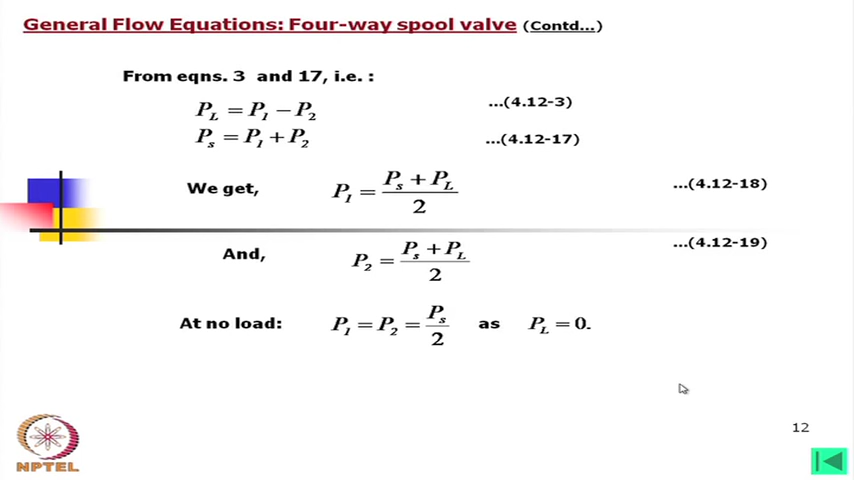 General Flow Equations: Four-way spool valve (Contd...)
From eqns. 3 and 17, i.e. :
P_L = P_1 − P_2 ...(4.12-3)
P_s = P_1 + P_2 ...(4.12-17)
We get, P_1 = (P_s + P_L) / 2 ...(4.12-18)
And, P_2 = (P_s + P_L) / 2 ...(4.12-19)
At no load: P_1 = P_2 = P_s / 2 as P_L = 0.
12
NPTEL